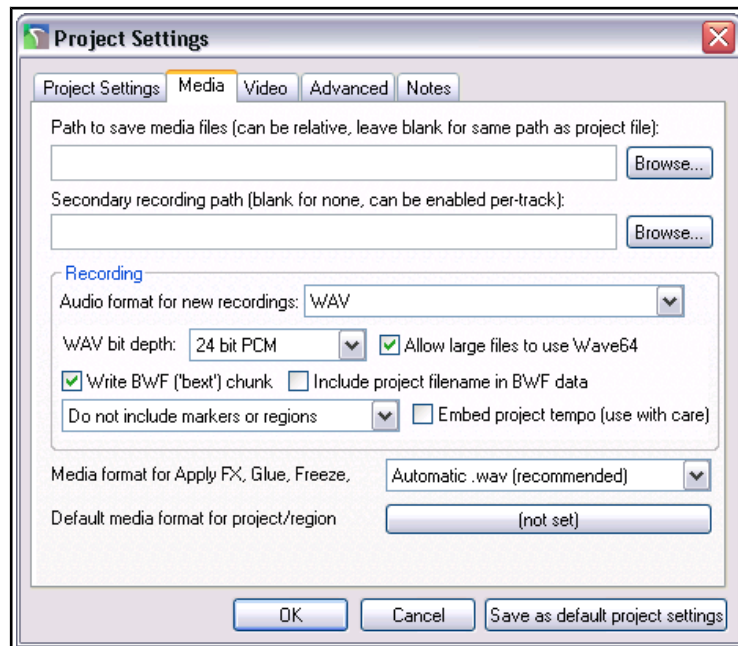 Project Settings
Project Settings Media Video Advanced Notes
Path to save media files (can be relative, leave blank for same path as project file):
Browse...
Secondary recording path (blank for none, can be enabled per-track):
Browse...
Recording
Audio format for new recordings: WAV
WAV bit depth: 24 bit PCM Allow large files to use Wave64
Write BWF ('bext') chunk Include project filename in BWF data
Do not include markers or regions Embed project tempo (use with care)
Media format for Apply FX, Glue, Freeze, Automatic .wav (recommended)
Default media format for project/region (not set)
OK Cancel Save as default project settings